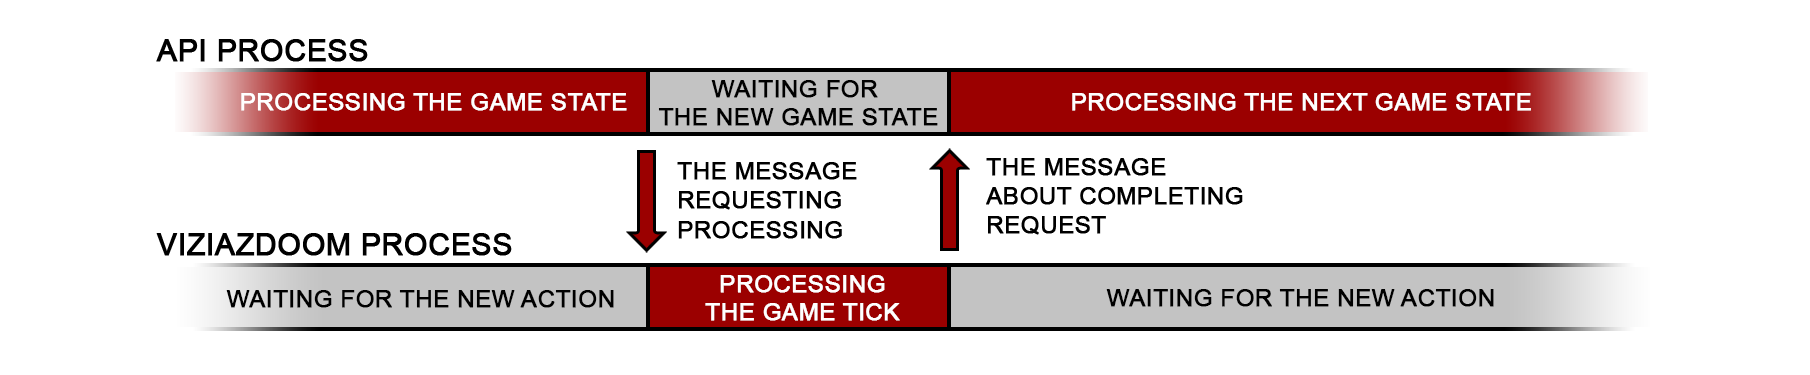 API PROCESS
PROCESSING THE GAME STATE
WAITING FOR
THE NEW GAME STATE
PROCESSING THE NEXT GAME STATE
THE MESSAGE
REQUESTING
PROCESSING
THE MESSAGE
ABOUT COMPLETING
REQUEST
VIZIAZDOOM PROCESS
WAITING FOR THE NEW ACTION
PROCESSING
THE GAME TICK
WAITING FOR THE NEW ACTION